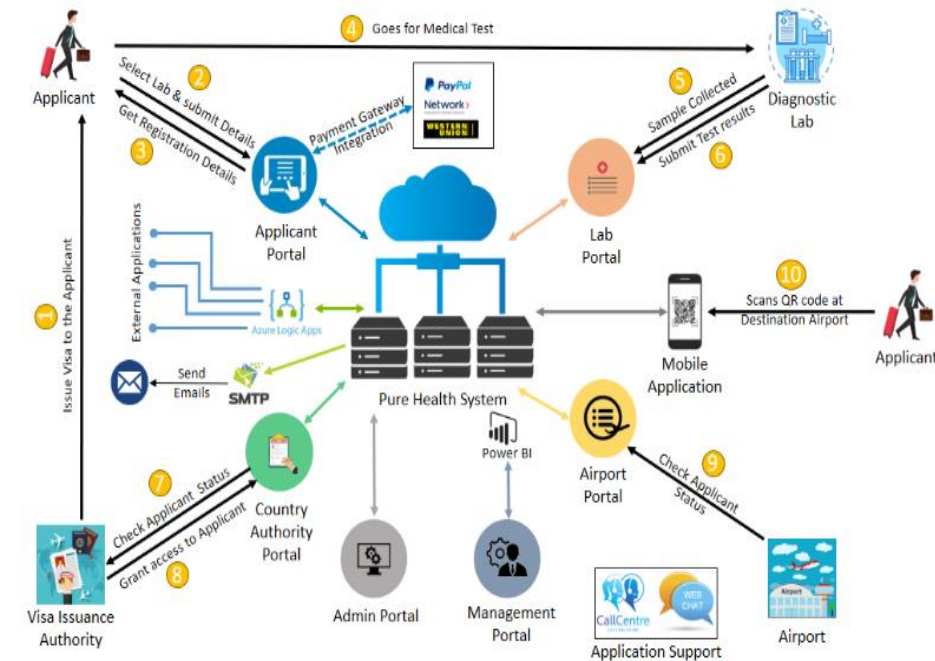 4
Goes for Medical Test
Applicant
2
Select Lab & submit Details
3
Get Registration Details
Payment Gateway
Integration
PayPal
Network
WESTERN
UNION
5
Sample Collected
6
Submit Test results
Diagnostic
Lab
Applicant
Portal
Lab
Portal
1
Issue Visa to the Applicant
External Applications
Azure Logic Apps
10
Scans QR code at
Destination Airport
Applicant
Mobile
Application
Send
Emails
SMTP
Pure Health System
Power BI
7
Check Applicant Status
8
Grant access to Applicant
Country
Authority
Portal
Airport
Portal
9
Check Applicant
Status
Visa Issuance
Authority
Admin Portal
Management
Portal
CallCentre
WEB
CHAT
Application Support
Airport
Airport